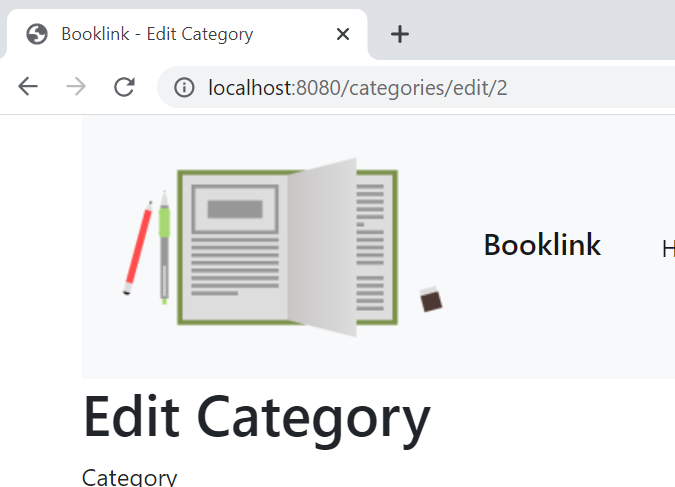 Booklink - Edit Category
localhost:8080/categories/edit/2
Booklink
H
Edit Category
Category